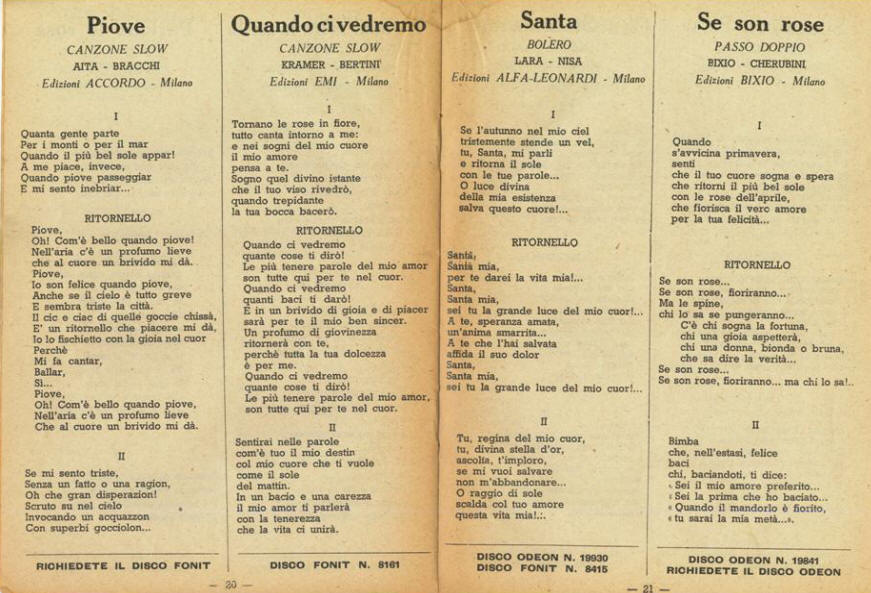 Piove
CANZONE SLOW
AITA - BRACCHI
Edizioni ACCORDO - Milano
I
Quanta gente parte
Per i monti o per il mar
Quando il più bel sole appar!
A me piace, invece,
Quando piove passeggiar
E mi sento inebriar...
RITORNELLO
Piove,
Oh! Com'è bello quando piove!
Nell'aria c'è un profumo lieve
che al cuore un brivido mi dà.
Piove,
Io son felice quando piove,
Anche se il cielo è tutto greve
E sembra triste la città.
Il cic e ciac di quelle goccie chissà,
E' un ritornello che piacere mi dà,
Io lo fischietto con la gioia nel cuor
Perchè
Mi fa cantar,
Ballar,
Sì...
Piove,
Oh! Com'è bello quando piove,
Nell'aria c'è un profumo lieve
Che al cuore un brivido mi dà.
II
Se mi sento triste,
Senza un fatto o una ragion,
Oh che gran disperazion!
Scruto su nel cielo
Invocando un acquazzon
Con superbi gocciolon...
RICHIEDETE IL DISCO FONIT
— 20 —
Quando ci vedremo
CANZONE SLOW
KRAMER - BERTINI
Edizioni EMI - Milano
I
Tornano le rose in fiore,
tutto canta intorno a me:
e nei sogni del mio cuore
il mio amore
pensa a te.
Sogno quel divino istante
che il tuo viso rivedrò,
quando trepidante
la tua bocca bacerò.
RITORNELLO
Quando ci vedremo
quante cose ti dirò!
Le più tenere parole del mio amor
son tutte qui per te nel cuor.
Quando ci vedremo
quanti baci ti darò!
E in un brivido di gioia e di piacer
sarà per te il mio ben sincer.
Un profumo di giovinezza
ritornerà con te,
perchè tutta la tua dolcezza
è per me.
Quando ci vedremo
quante cose ti dirò!
Le più tenere parole del mio amor,
son tutte qui per te nel cuor.
II
Sentirai nelle parole
com'è tuo il mio destin
col mio cuore che ti vuole
come il sole
del mattin.
In un bacio e una carezza
il mio amor ti parlerà
con la tenerezza
che la vita ci unirà.
DISCO FONIT N. 8161
Santa
BOLERO
LARA - NISA
Edizioni ALFA-LEONARDI - Milano
I
Se l'autunno nel mio ciel
tristemente stende un vel,
tu, Santa, mi parli
e ritorna il sole
con le tue parole...
O luce divina
della mia esistenza
salva questo cuore!...
RITORNELLO
Santa,
Santa mia,
per te darei la vita mia!...
Santa,
Santa mia,
sei tu la grande luce del mio cuor!...
A te, speranza amata,
un'anima smarrita...
A te che l'hai salvata
affida il suo dolor
Santa,
Santa mia,
sei tu la grande luce del mio cuor!...
II
Tu, regina del mio cuor,
tu, divina stella d'or,
ascolta, t'imploro,
se mi vuoi salvare
non m'abbandonare...
O raggio di sole
scalda col tuo amore
questa vita mia!...
DISCO ODEON N. 19930
DISCO FONIT N. 8415
— 21 —
Se son rose
PASSO DOPPIO
BIXIO - CHERUBINI
Edizioni BIXIO - Milano
I
Quando
s'avvicina primavera,
senti
che il tuo cuore sogna e spera
che ritorni il più bel sole
con le rose dell'aprile,
che fiorisca il vero amore
per la tua felicità...
RITORNELLO
Se son rose...
Se son rose, fioriranno...
Ma le spine,
chi lo sa se pungeranno...
C'è chi sogna la fortuna,
chi una gioia aspetterà,
chi una donna, bionda o bruna,
che sa dire la verità...
Se son rose...
Se son rose, fioriranno... ma chi lo sa!..
II
Bimba
che, nell'estasi, felice
baci
chi, baciandoti, ti dice:
« Sei il mio amore preferito...
« Sei la prima che ho baciato...
« Quando il mandorlo è fiorito,
« tu sarai la mia metà...».
DISCO ODEON N. 19841
RICHIEDETE IL DISCO ODEON